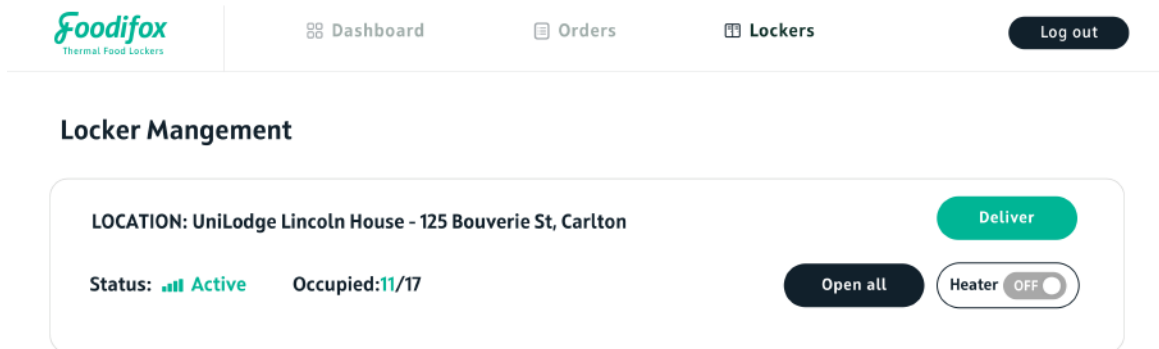 Foodifox
Thermal Food Lockers
Dashboard
Orders
Lockers
Log out
Locker Mangement
LOCATION: UniLodge Lincoln House - 125 Bouverie St, Carlton
Deliver
Status: Active
Occupied:11/17
Open all
Heater OFF